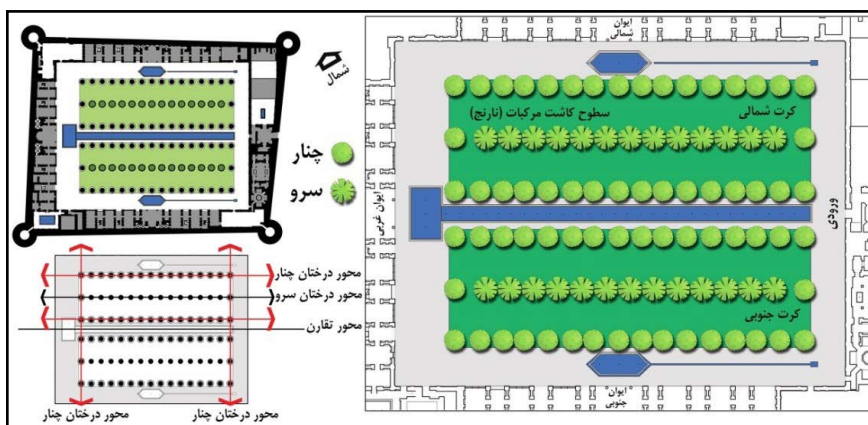 ایوان
شمالی
شمال
سطوح کاشت مرکبات (نارنج)
کرت شمالی
چنار
سرو
ایوان غربی
ورودی
محور درختان چنار
محور درختان سرو
محور تقارن
کرت جنوبی
محور درختان چنار
محور درختان چنار
ایوان
جنوبی